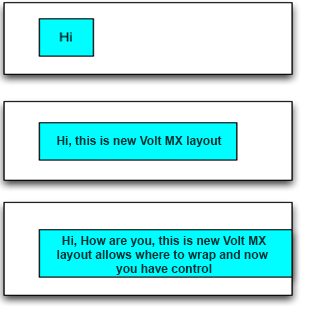 Hi
Hi, this is new Volt MX layout
Hi, How are you, this is new Volt MX
layout allows where to wrap and now
you have control